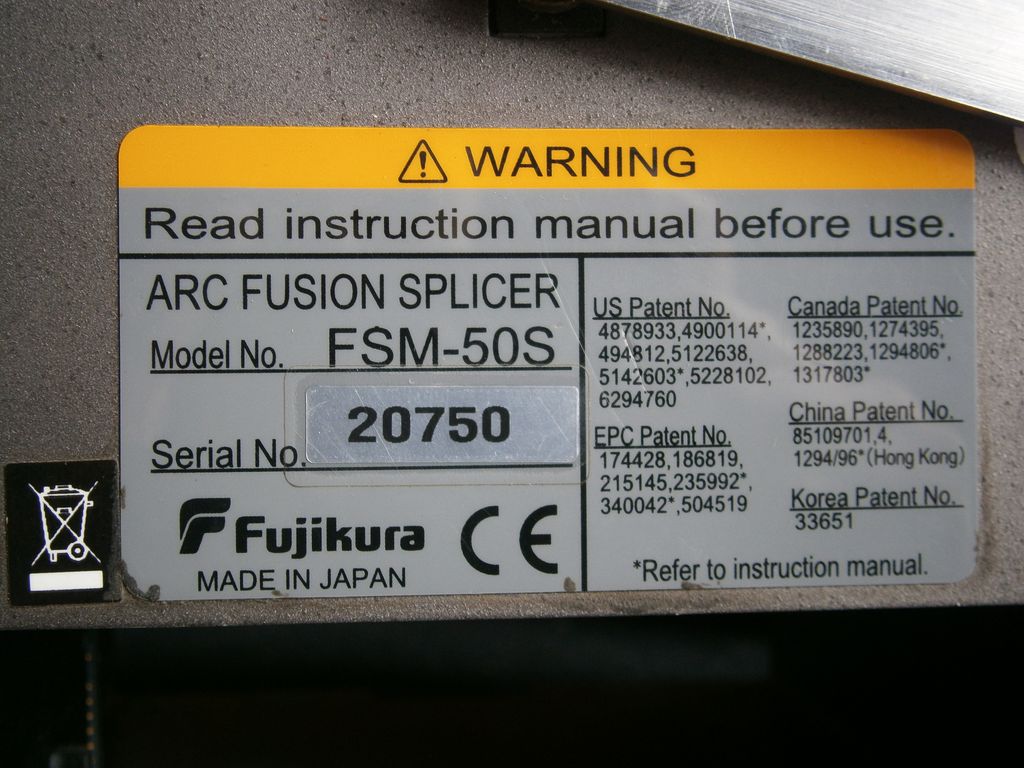 WARNING
Read instruction manual before use.
ARC FUSION SPLICER
Model No. FSM-50S
Serial No. 20750
Fujikura CE
MADE IN JAPAN
US Patent No.
4878933,4900114*,
494812,5122638,
5142603*,5228102,
6294760
EPC Patent No.
174428,186819,
215145,235992*,
340042*,504519
Canada Patent No.
1235890,1274395,
1288223,1294806*,
1317803*
China Patent No.
85109701,4,
1294/96*(Hong Kong)
Korea Patent No.
33651
*Refer to instruction manual.